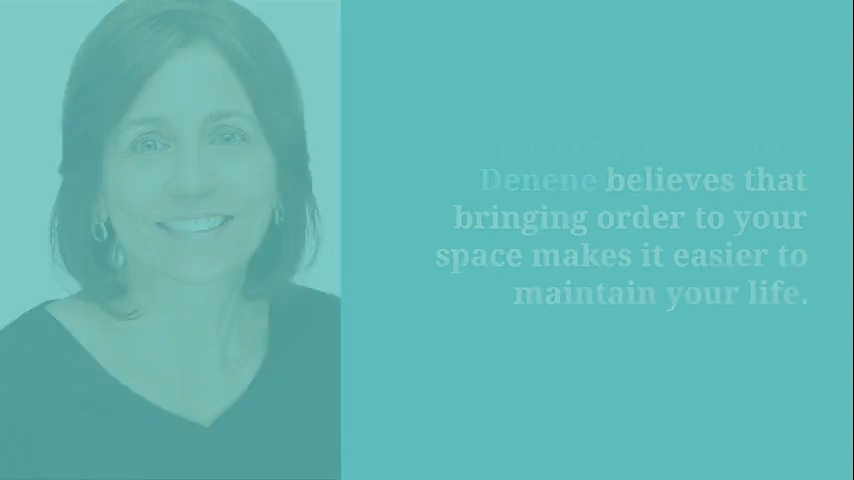 Denene believes that
bringing order to your
space makes it easier to
maintain your life.